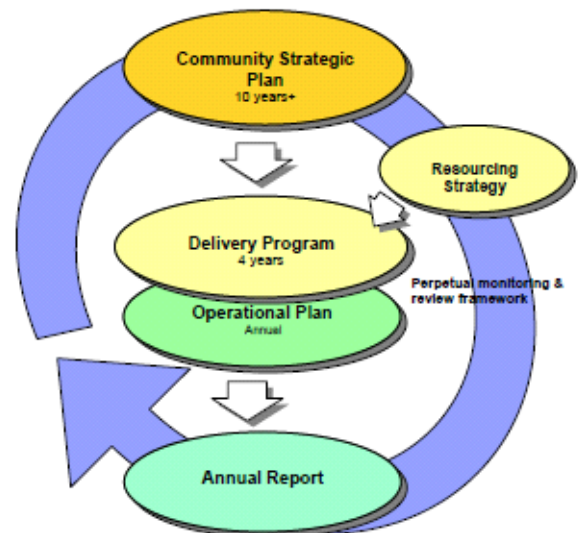 Community Strategic
Plan
10 years+
Resourcing
Strategy
Delivery Program
4 years
Perpetual monitoring &
review framework
Operational Plan
Annual
Annual Report